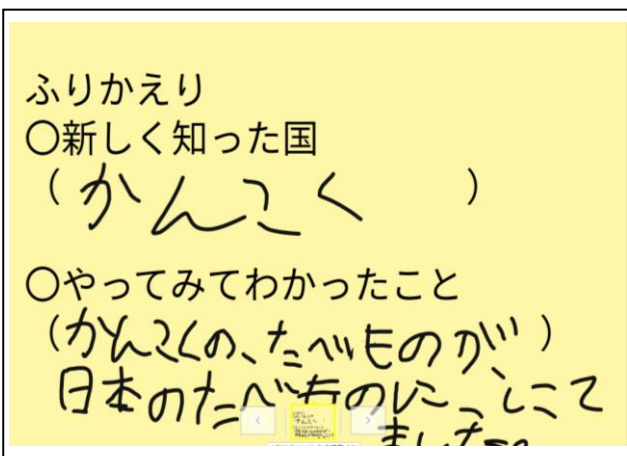 ふりかえり
○新しく知った国
(かんこく)
○やってみてわかったこと
(かんこくの、たべものが、)
日本のたべものに、にて
ました。